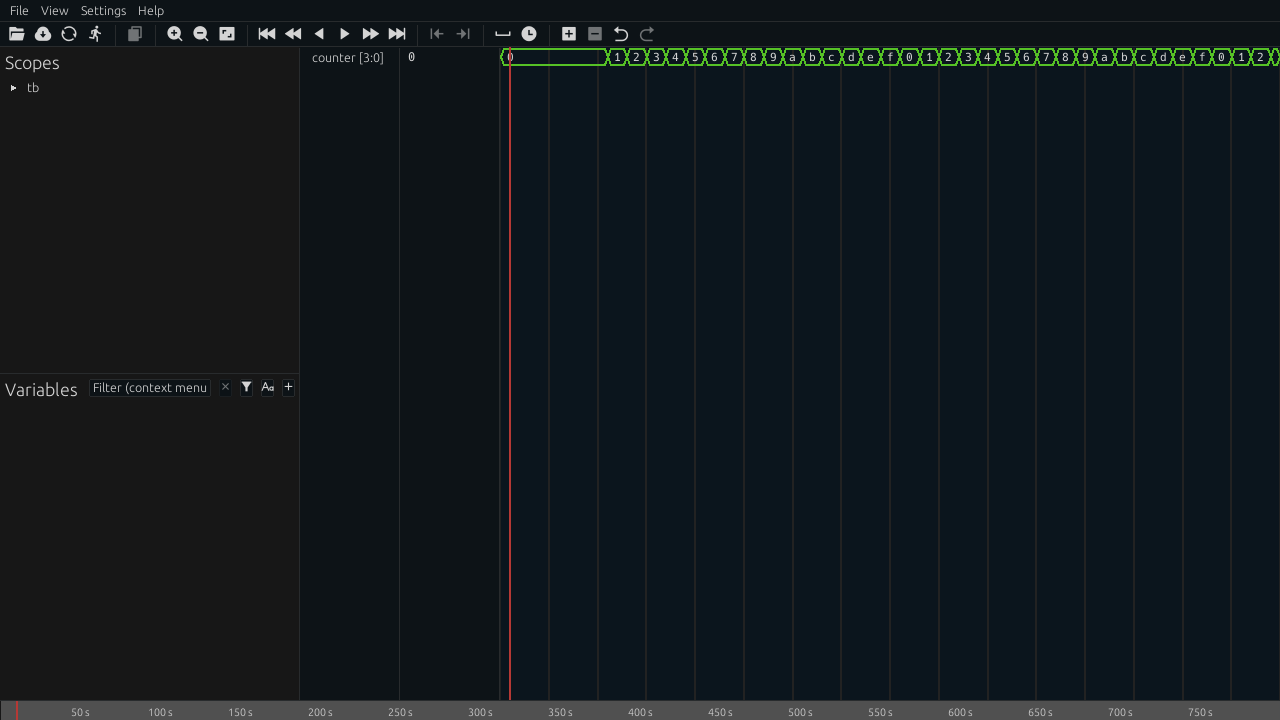 File View Settings Help
Scopes
tb
counter [3:0] 0
0 1 2 3 4 5 6 7 8 9 a b c d e f 0 1 2 3 4 5 6 7 8 9 a b c d e f 0 1 2
Variables Filter (context menu × Aa +
50 s 100 s 150 s 200 s 250 s 300 s 350 s 400 s 450 s 500 s 550 s 600 s 650 s 700 s 750 s